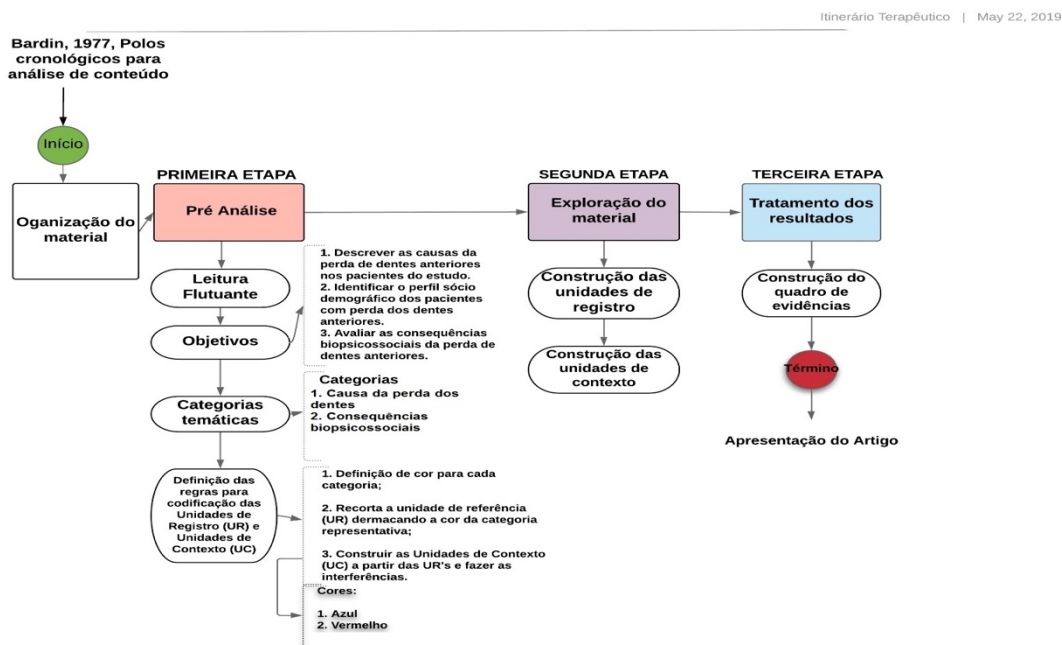 Itinerário Terapêutico | May 22, 2019
Bardin, 1977, Polos
cronológicos para
análise de conteúdo
Início
Oganização do
material
PRIMEIRA ETAPA
Pré Análise
Leitura
Flutuante
Objetivos
1. Descrever as causas da
perda de dentes anteriores
nos pacientes do estudo.
2. Identificar o perfil sócio
demográfico dos pacientes
com perda dos dentes
anteriores.
3. Avaliar as consequências
biopsicossociais da perda de
dentes anteriores.
Categorias
temáticas
Categorias
1. Causa da perda dos
dentes
2. Consequências
biopsicossociais
Definição das
regras para
codificação das
Unidades de
Registro (UR) e
Unidades de
Contexto (UC)
1. Definição de cor para cada
categoria;
2. Recorta a unidade de referência
(UR) dermacando a cor da categoria
representativa;
3. Construir as Unidades de Contexto
(UC) a partir das UR's e fazer as
interferências.
Cores:
1. Azul
2. Vermelho
SEGUNDA ETAPA
Exploração do
material
Construção das
unidades de
registro
Construção das
unidades de
contexto
TERCEIRA ETAPA
Tratamento dos
resultados
Construção do
quadro de
evidências
Término
Apresentação do Artigo